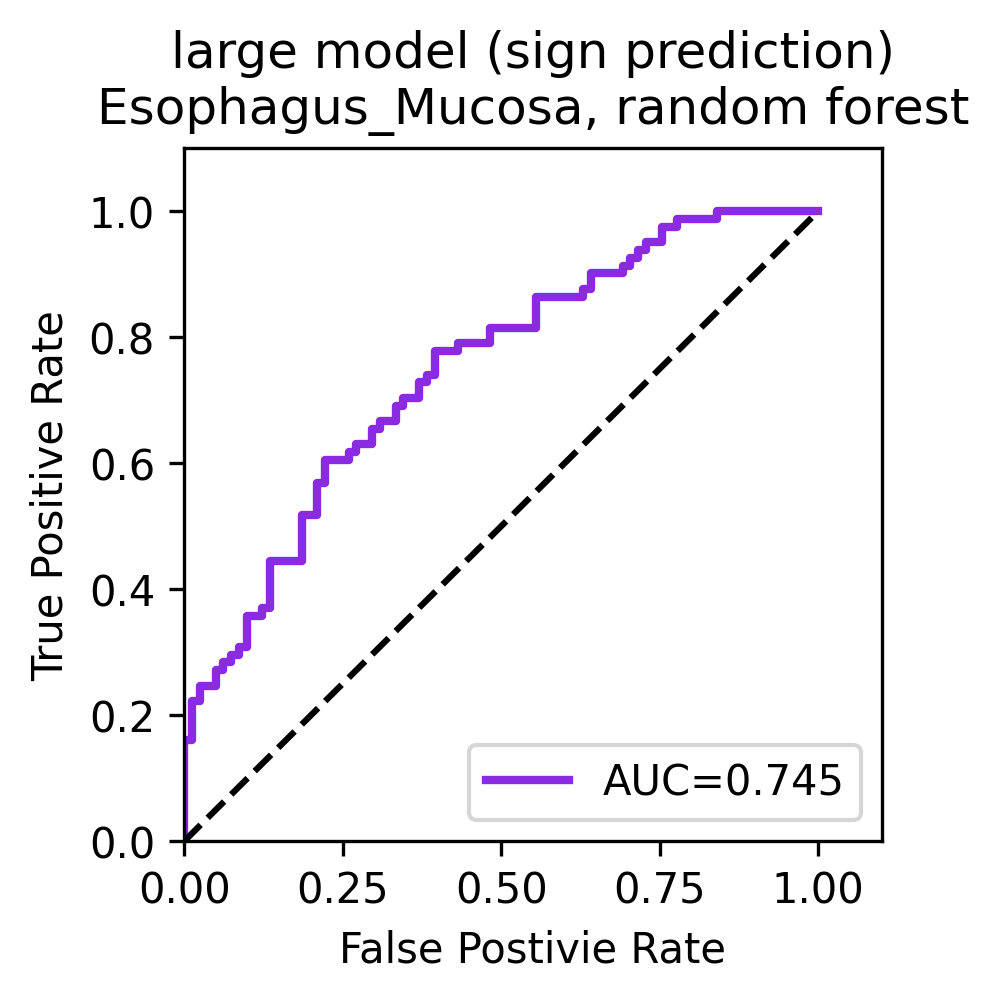 large model (sign prediction)
Esophagus_Mucosa, random forest
True Positive Rate
1.0
0.8
0.6
0.4
0.2
0.0
AUC=0.745
0.00 0.25 0.50 0.75 1.00
False Postivie Rate